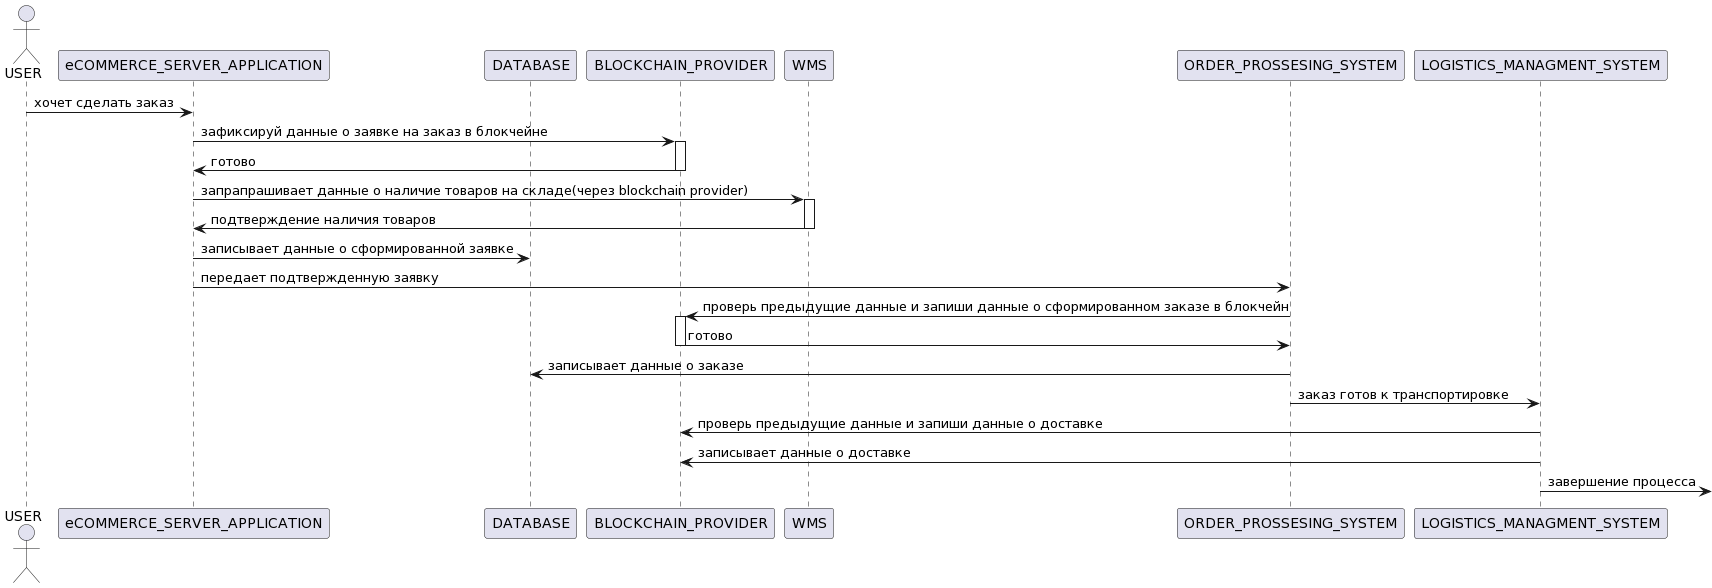 USER
eCOMMERCE_SERVER_APPLICATION
DATABASE
BLOCKCHAIN_PROVIDER
WMS
ORDER_PROSSESING_SYSTEM
LOGISTICS_MANAGMENT_SYSTEM
хочет сделать заказ
зафиксируй данные о заявке на заказ в блокчейне
готово
запрапрашивает данные о наличие товаров на складе(через blockchain provider)
подтверждение наличия товаров
записывает данные о сформированной заявке
передает подтвержденную заявку
проверь предыдущие данные и запиши данные о сформированном заказе в блокчейн
готово
записывает данные о заказе
заказ готов к транспортировке
проверь предыдущие данные и запиши данные о доставке
записывает данные о доставке
завершение процесса
USER
eCOMMERCE_SERVER_APPLICATION
DATABASE
BLOCKCHAIN_PROVIDER
WMS
ORDER_PROSSESING_SYSTEM
LOGISTICS_MANAGMENT_SYSTEM